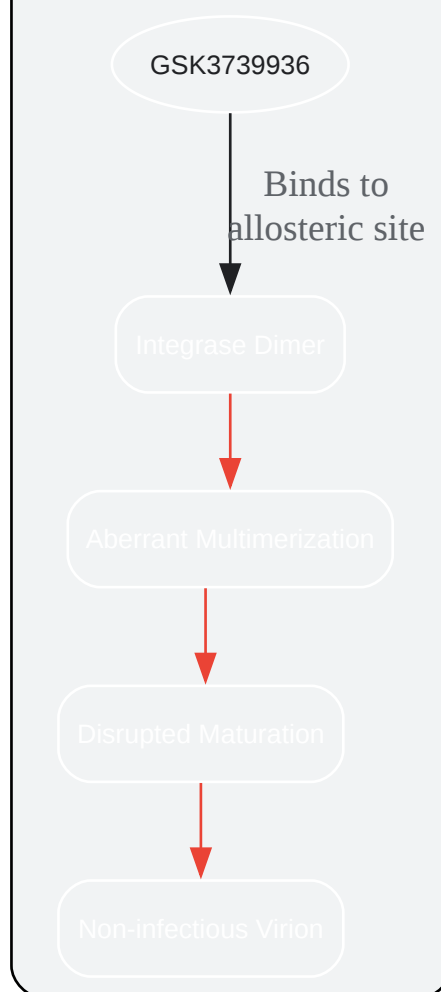 GSK3739936
Binds to
allosteric site
Integrase Dimer
Aberrant Multimerization
Disrupted Maturation
Non-infectious Virion